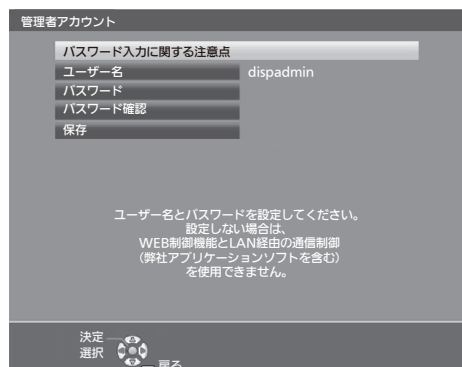 管理者アカウント
パスワード入力に関する注意点
ユーザー名 dispadmin
パスワード
パスワード確認
保存
ユーザー名とパスワードを設定してください。
設定しない場合は、
WEB制御機能とLAN経由の通信制御
(弊社アプリケーションソフトを含む)
を使用できません。
決定
選択
戻る